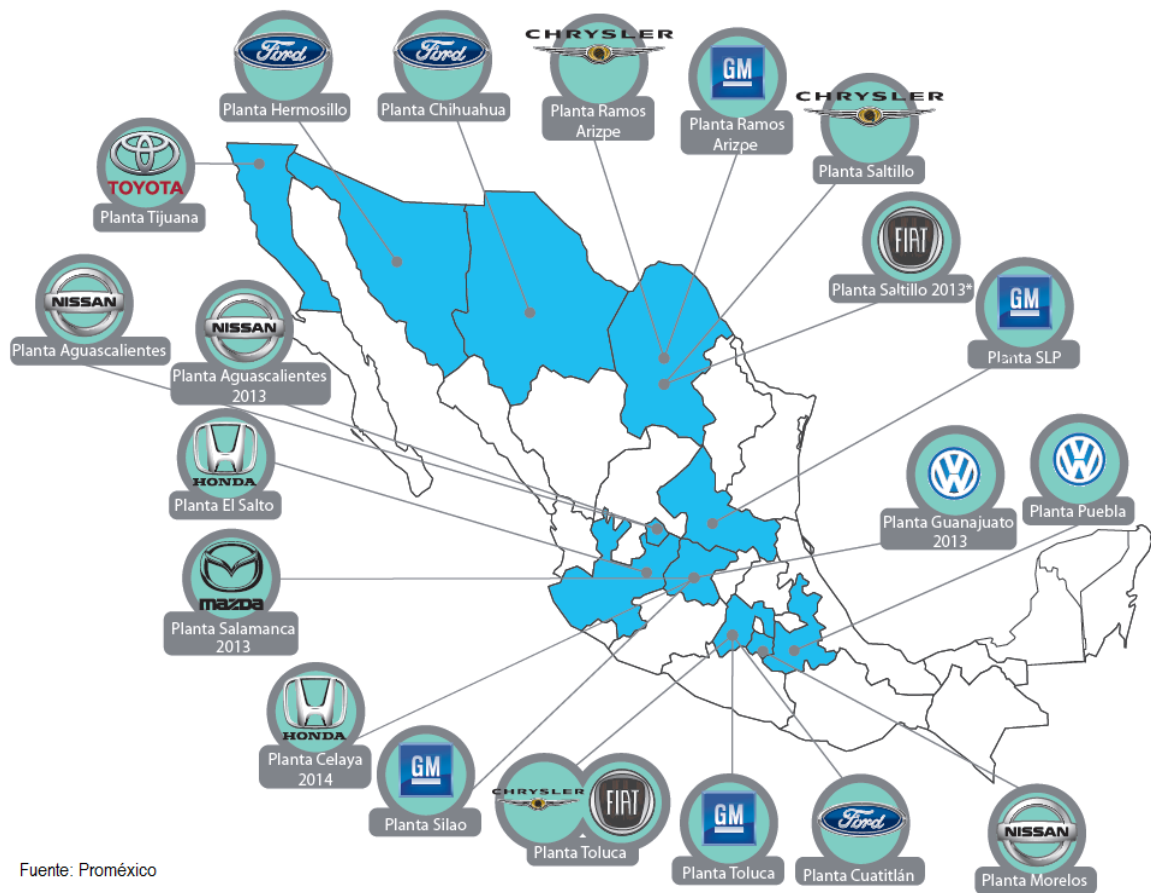 Ford
Planta Hermosillo
Ford
Planta Chihuahua
CHRYSLER
Planta Ramos
Arizpe
GM
Planta Ramos
Arizpe
CHRYSLER
Planta Saltillo
TOYOTA
Planta Tijuana
FIAT
Planta Saltillo 2013*
NISSAN
Planta Aguascalientes
NISSAN
Planta Aguascalientes
2013
GM
Planta SLP
HONDA
Planta El Salto
VW
Planta Guanajuato
2013
VW
Planta Puebla
mazda
Planta Salamanca
2013
HONDA
Planta Celaya
2014
GM
Planta Silao
CHRYSLER
FIAT
Planta Toluca
GM
Planta Toluca
Ford
Planta Cuatitlán
NISSAN
Planta Morelos
Fuente: Proméxico